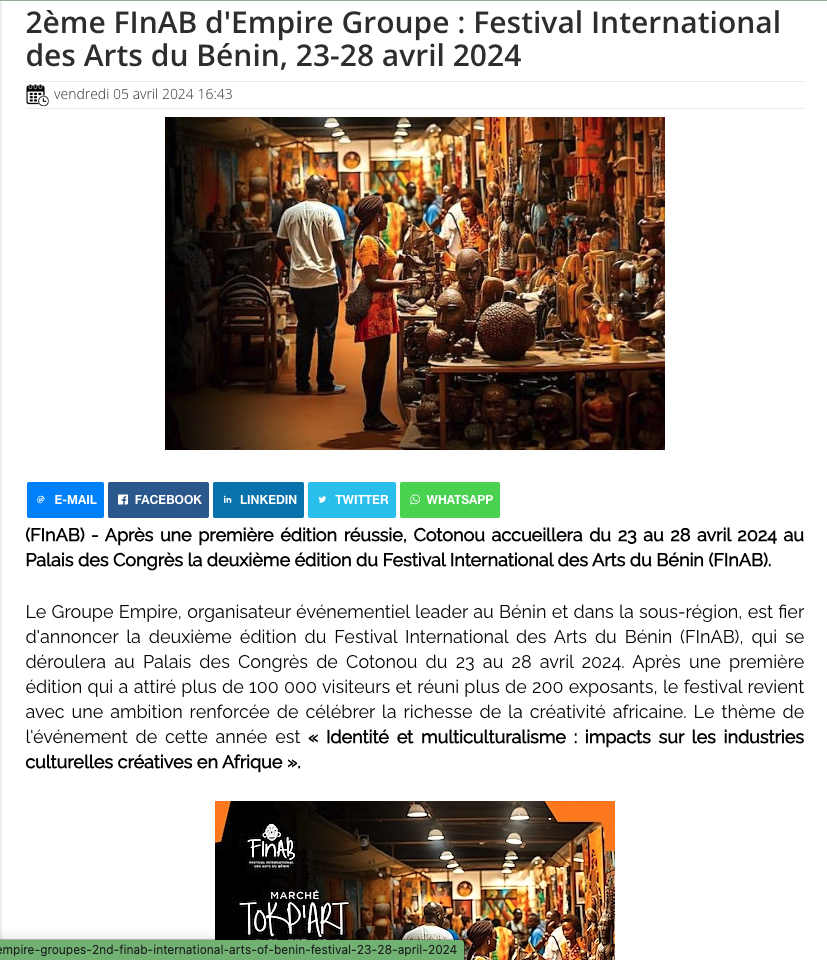 2ème FInAB d'Empire Groupe : Festival International
des Arts du Bénin, 23-28 avril 2024
vendredi 05 avril 2024 16:43
E-MAIL FACEBOOK LINKEDIN TWITTER WHATSAPP
(FInAB) - Après une première édition réussie, Cotonou accueillera du 23 au 28 avril 2024 au
Palais des Congrès la deuxième édition du Festival International des Arts du Bénin (FInAB).
Le Groupe Empire, organisateur événementiel leader au Bénin et dans la sous-région, est fier
d'annoncer la deuxième édition du Festival International des Arts du Bénin (FInAB), qui se
déroulera au Palais des Congrès de Cotonou du 23 au 28 avril 2024. Après une première
édition qui a attiré plus de 100 000 visiteurs et réuni plus de 200 exposants, le festival revient
avec une ambition renforcée de célébrer la richesse de la créativité africaine. Le thème de
l'événement de cette année est « Identité et multiculturalisme : impacts sur les industries
culturelles créatives en Afrique ».
FInAB
FESTIVAL INTERNATIONAL
DES ARTS DU BÉNIN
MARCHÉ
TOKP'ART
empire-groupes-2nd-finab-international-arts-of-benin-festival-23-28-april-2024